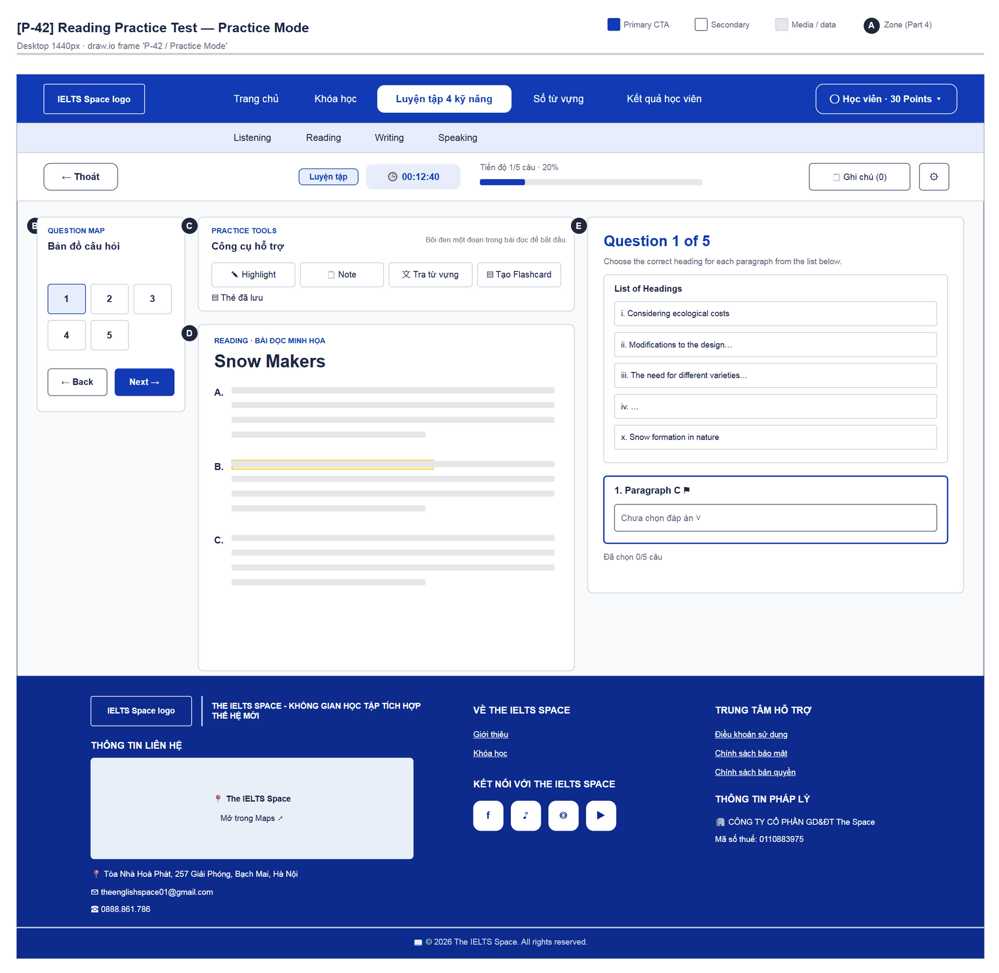 [P-42] Reading Practice Test — Practice Mode
Desktop 1440px · draw.io frame 'P-42 / Practice Mode'
Primary CTA
Secondary
Media / data
A Zone (Part 4)
IELTS Space logo
Trang chủ
Khóa học
Luyện tập 4 kỹ năng
Sổ từ vựng
Kết quả học viên
Học viên · 30 Points ▾
Listening
Reading
Writing
Speaking
← Thoát
Luyện tập
00:12:40
Tiến độ 1/5 câu · 20%
Ghi chú (0)
B
QUESTION MAP
Bản đồ câu hỏi
1
2
3
4
5
← Back
Next →
C
PRACTICE TOOLS
Công cụ hỗ trợ
Bôi đen một đoạn trong bài đọc để bắt đầu.
Highlight
Note
文 Tra từ vựng
Tạo Flashcard
Thẻ đã lưu
D
READING · BÀI ĐỌC MINH HỌA
Snow Makers
A.
B.
C.
E
Question 1 of 5
Choose the correct heading for each paragraph from the list below.
List of Headings
i. Considering ecological costs
ii. Modifications to the design…
iii. The need for different varieties…
iv. …
x. Snow formation in nature
1. Paragraph C
Chưa chọn đáp án ˅
Đã chọn 0/5 câu
IELTS Space logo
THE IELTS SPACE - KHÔNG GIAN HỌC TẬP TÍCH HỢP
THẾ HỆ MỚI
THÔNG TIN LIÊN HỆ
The IELTS Space
Mở trong Maps ↗
Tòa Nhà Hoà Phát, 257 Giải Phóng, Bạch Mai, Hà Nội
theenglishspace01@gmail.com
0888.861.786
VỀ THE IELTS SPACE
Giới thiệu
Khóa học
KẾT NỐI VỚI THE IELTS SPACE
f
TRUNG TÂM HỖ TRỢ
Điều khoản sử dụng
Chính sách bảo mật
Chính sách bản quyền
THÔNG TIN PHÁP LÝ
CÔNG TY CỔ PHẦN GD&ĐT The Space
Mã số thuế: 0110883975
© 2026 The IELTS Space. All rights reserved.